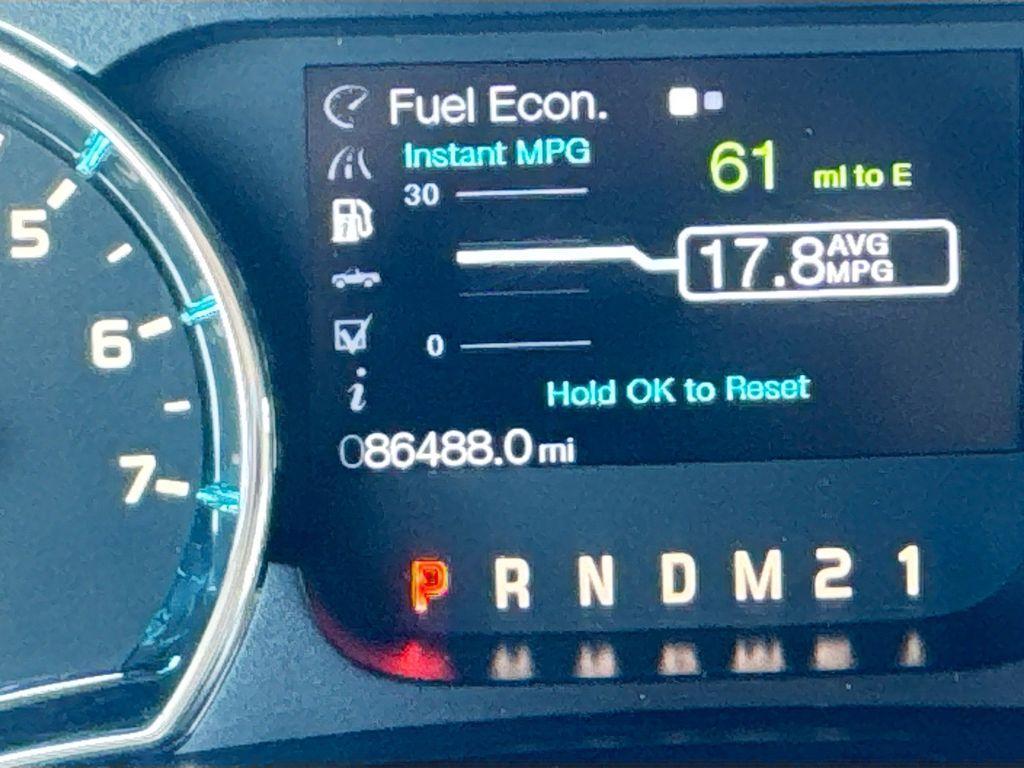 Fuel Econ.
Instant MPG
30
61 mi to E
17.8 AVG MPG
0
Hold OK to Reset
086488.0 mi
5
6
7
P R N D M 2 1